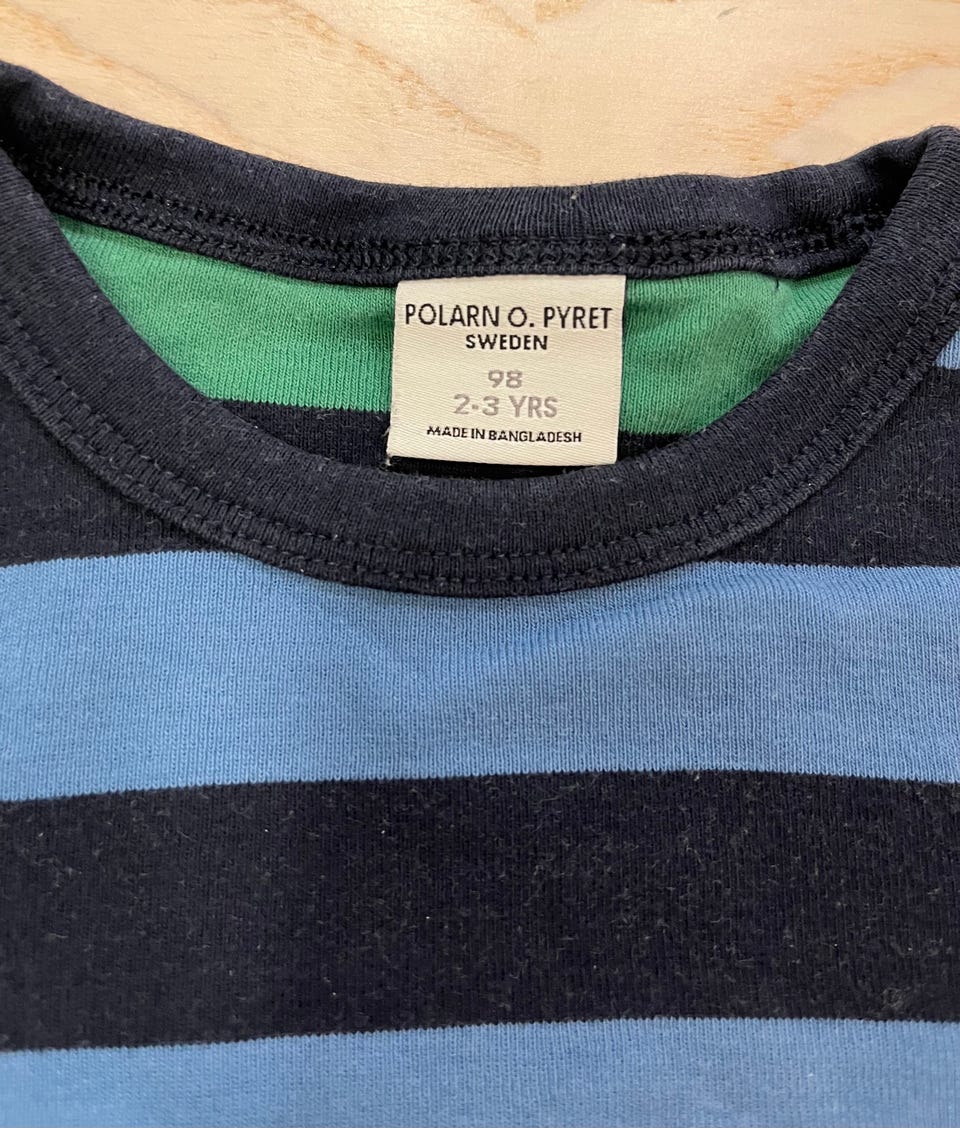 POLARN O. PYRET
SWEDEN
98
2-3 YRS
MADE IN BANGLADESH